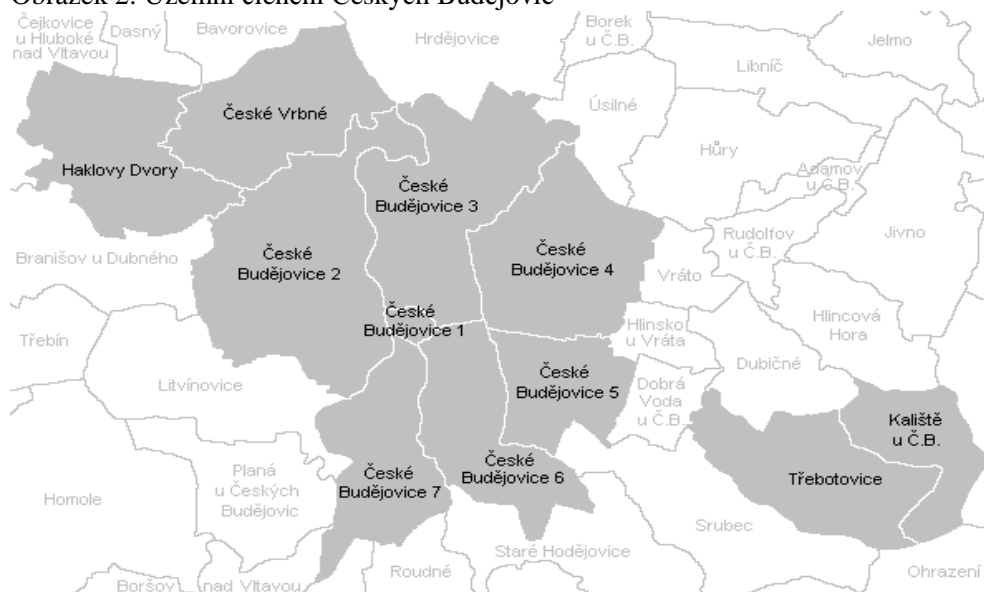 Obrázek 2: Územní členění Českých Budějovic
Čejkovice
u Hluboké
nad Vltavou
Dasný
Bavorovice
Hrdějovice
Borek
u Č.B.
Jelmo
Libníč
Úsilné
České Vrbné
Hůry
Haklovy Dvory
Adamov
u Č.B.
České
Budějovice 3
Rudolfov
u Č.B.
Jivno
Branišov u Dubného
České
Budějovice 2
České
Budějovice 4
Vráto
České
Budějovice 1
Hlinsko
u Vráta
Hlincová
Hora
Třebín
Dubičné
Litvínovice
České
Budějovice 5
Dobrá
Voda
u Č.B.
Kaliště
u Č.B.
Homole
Planá
u Českých
Budějovic
České
Budějovice 7
České
Budějovice 6
Třebotovice
Srubec
Staré Hodějovice
Boršov nad Vltavou
Roudné
Ohrazení